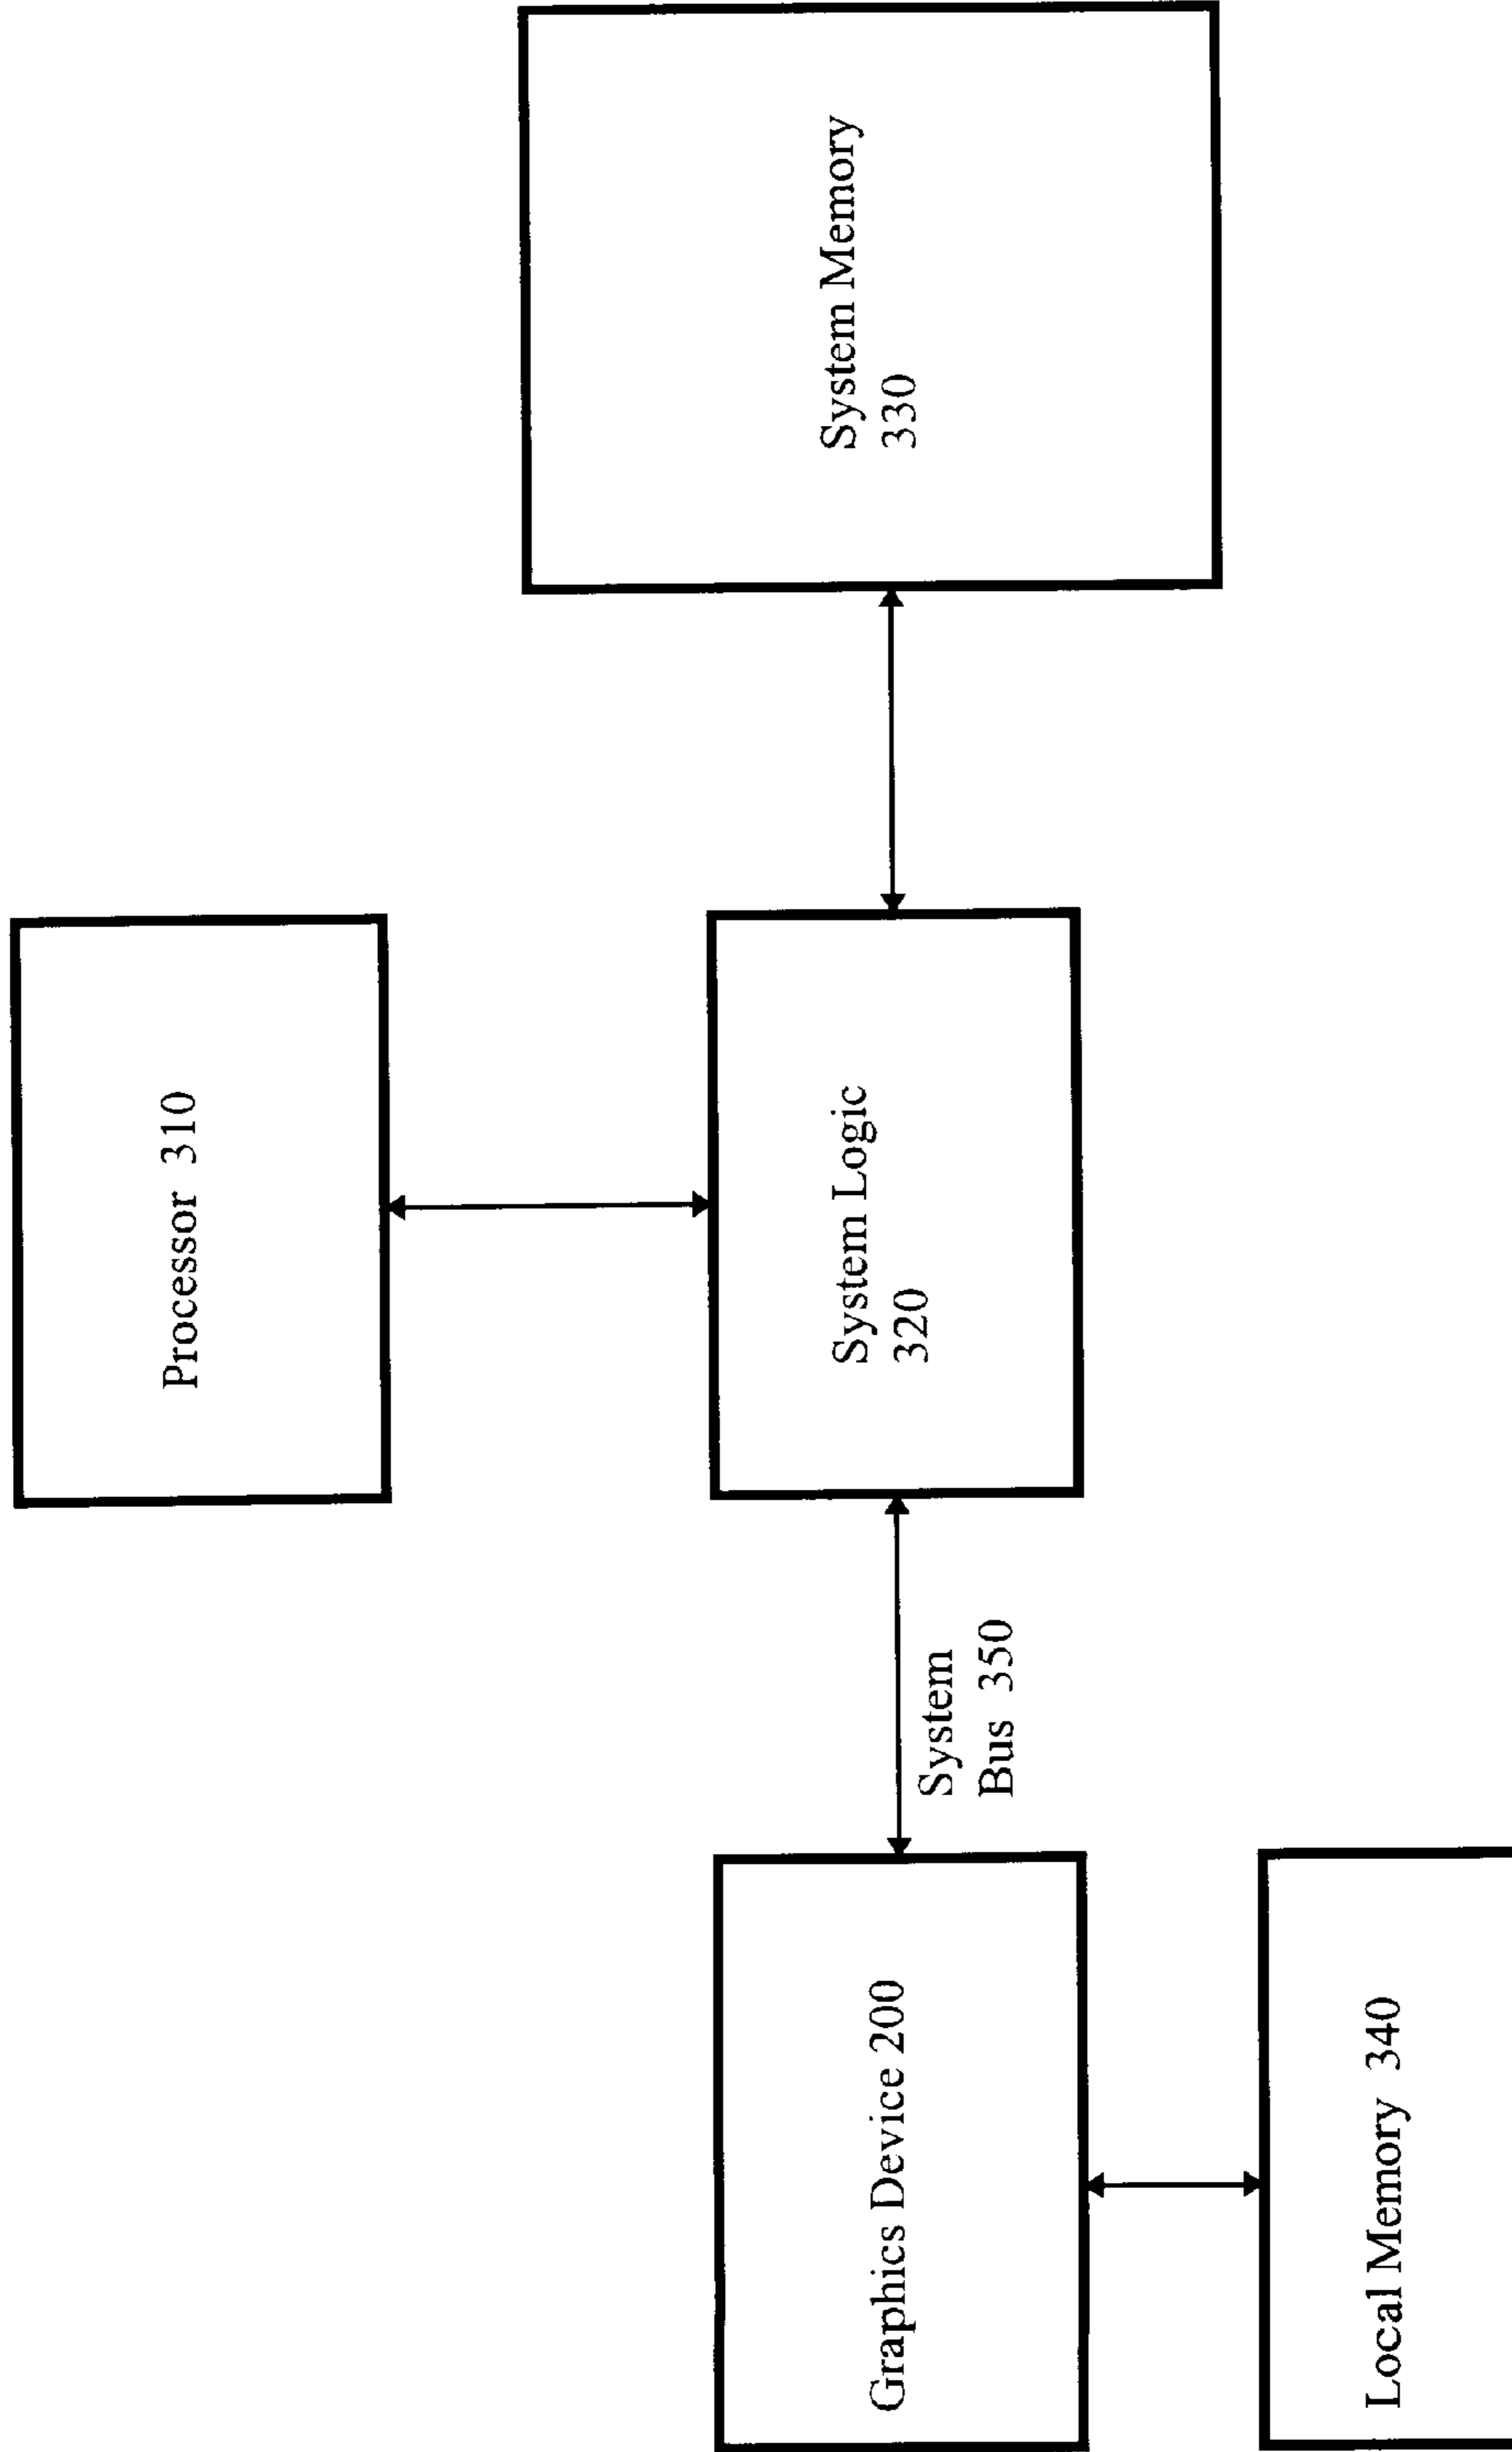 Processor 310
System Logic
320
System Memory
330
System
Bus 350
Graphics Device 200
Local Memory 340